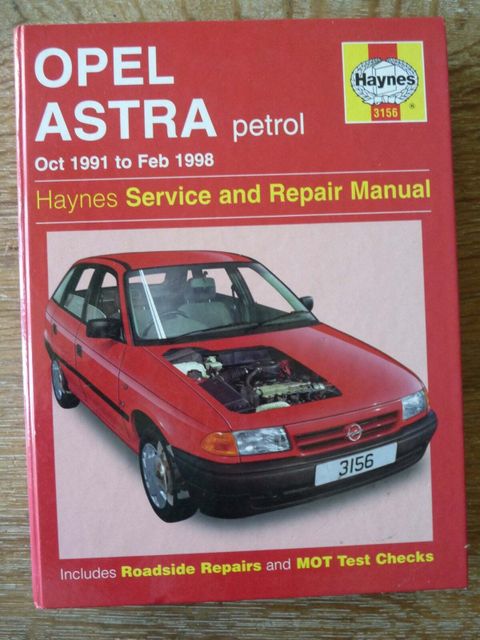 OPEL
ASTRA petrol
Haynes
3156
Oct 1991 to Feb 1998
Haynes Service and Repair Manual
3156
Includes Roadside Repairs and MOT Test Checks